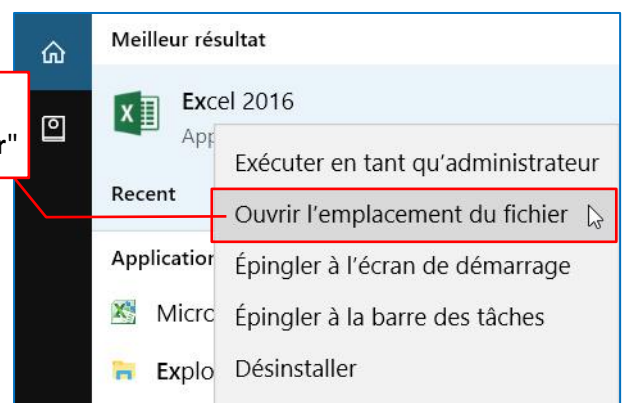 Meilleur résultat
Excel 2016
App
r"
Exécuter en tant qu'administrateur
Recent
Ouvrir l'emplacement du fichier
Application
Épingler à l'écran de démarrage
Micro
Épingler à la barre des tâches
Explo
Désinstaller